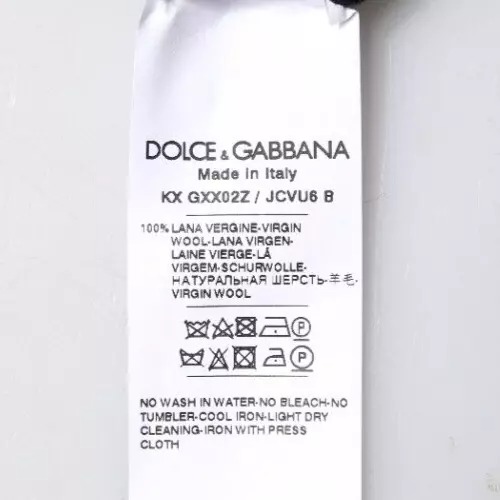 DOLCE & GABBANA
Made in Italy
KX GXX02Z / JCVU6 B
100% LANA VERGINE-VIRGIN
WOOL-LANA VIRGEN-
LAINE VIERGE-LÃ
VIRGEM-SCHURWOLLE-
НАТУРАЛЬНАЯ ШЕРСТЬ-羊毛-
VIRGIN WOOL
P
P
NO WASH IN WATER-NO BLEACH-NO
TUMBLER-COOL IRON-LIGHT DRY
CLEANING-IRON WITH PRESS
CLOTH